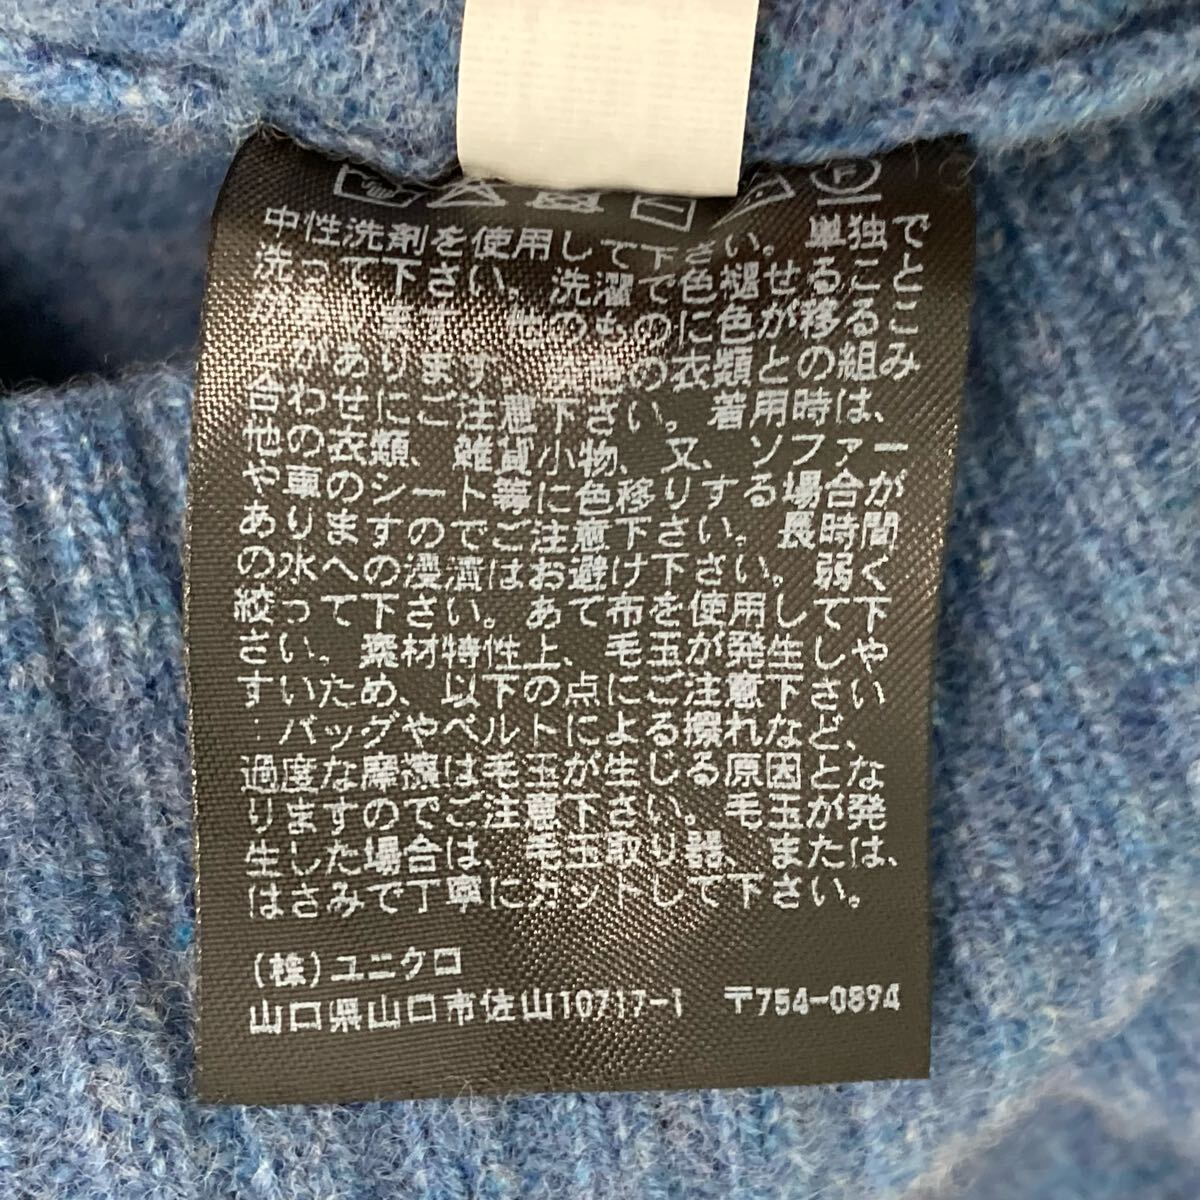 中性洗剤を使用して下さい。単独で
洗って下さい。洗濯で色褪せるこ
があります。他のものに色が移ると
があります。の衣類との組み
合わせにご注意下さい。着用時は、
他の衣類、雑貨小物、又、ソファー
や車のシート等に色移りする場合が
ありますのでご注意下さい。長時間
の水への浸漬はお避け下さい。弱く
絞って下さい。あて布を使用して下
さい。素材特性上、毛玉が発生しや
すいため、以下の点にご注意下さい
：バッグやベルトによる擦れなど、
過度な摩擦は毛玉が生じる原因とな
りますのでご注意下さい。毛玉が発
生した場合は、毛玉取り器、または、
はさみで丁寧にカットして下さい。
(株)ユニクロ
山口県山口市佐山10717-1 〒754-0894